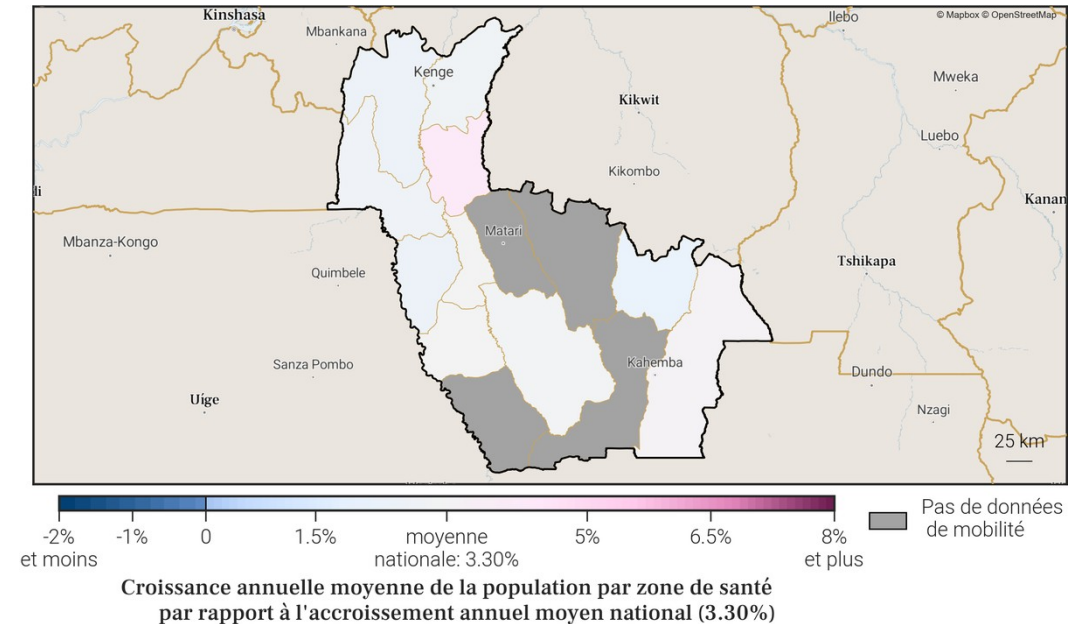 Kinshasa
Ilebo
© Mapbox © OpenStreetMap
Mbankana
Kenge
Mweka
Kikwit
Luebo
Kikombo
li
Kanan
Matari
Mbanza-Kongo
Tshikapa
Quimbele
Sanza Pombo
Kahemba
Dundo
Uíge
Nzagi
25 km
-2%
et moins
-1%
0
1.5%
moyenne
nationale: 3.30%
5%
6.5%
8%
et plus
Pas de données
de mobilité
Croissance annuelle moyenne de la population par zone de santé
par rapport à l'accroissement annuel moyen national (3.30%)